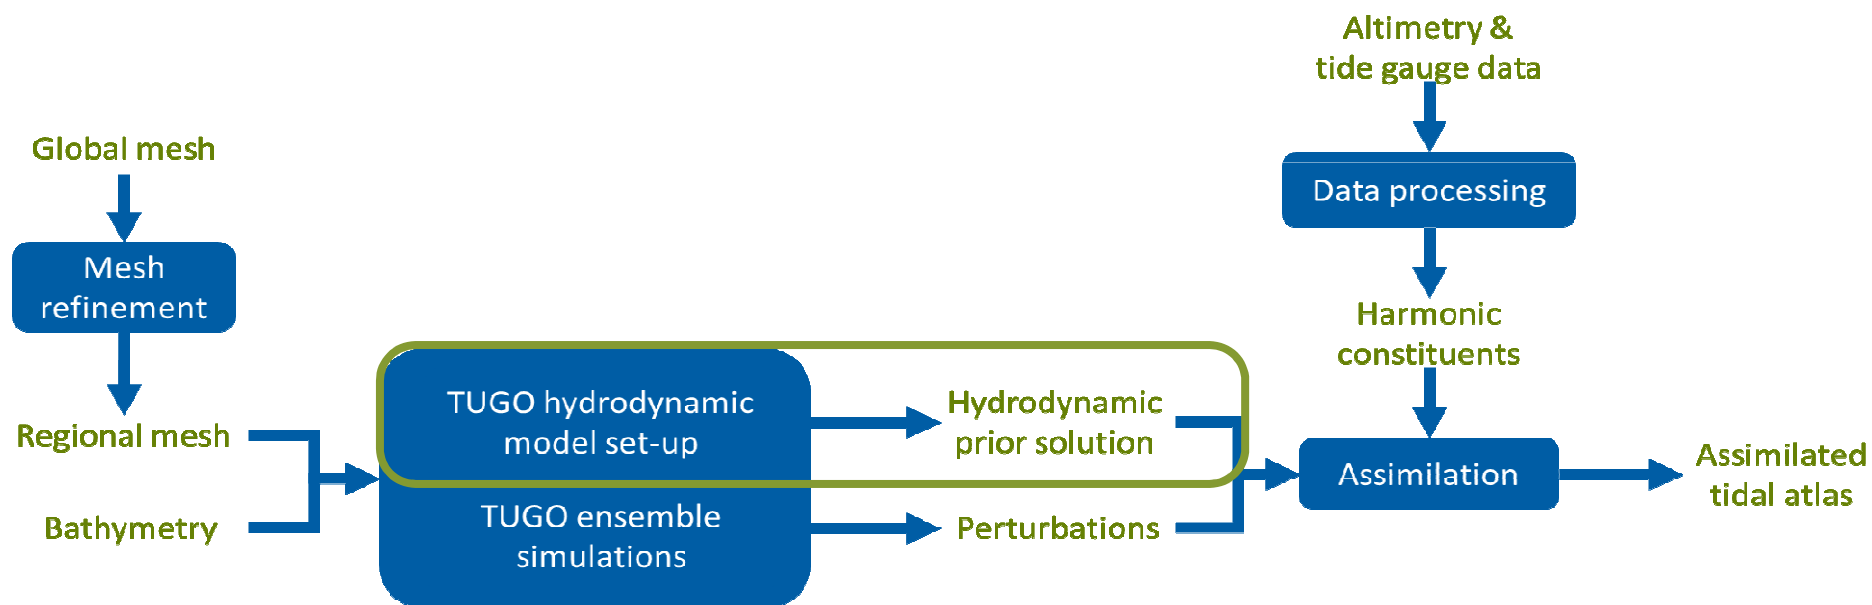 Altimetry &
tide gauge data
Global mesh
Data processing
Mesh
refinement
Harmonic
constituents
TUGO hydrodynamic
model set-up
Hydrodynamic
prior solution
Regional mesh
Assimilation
Assimilated
tidal atlas
Bathymetry
TUGO ensemble
simulations
Perturbations